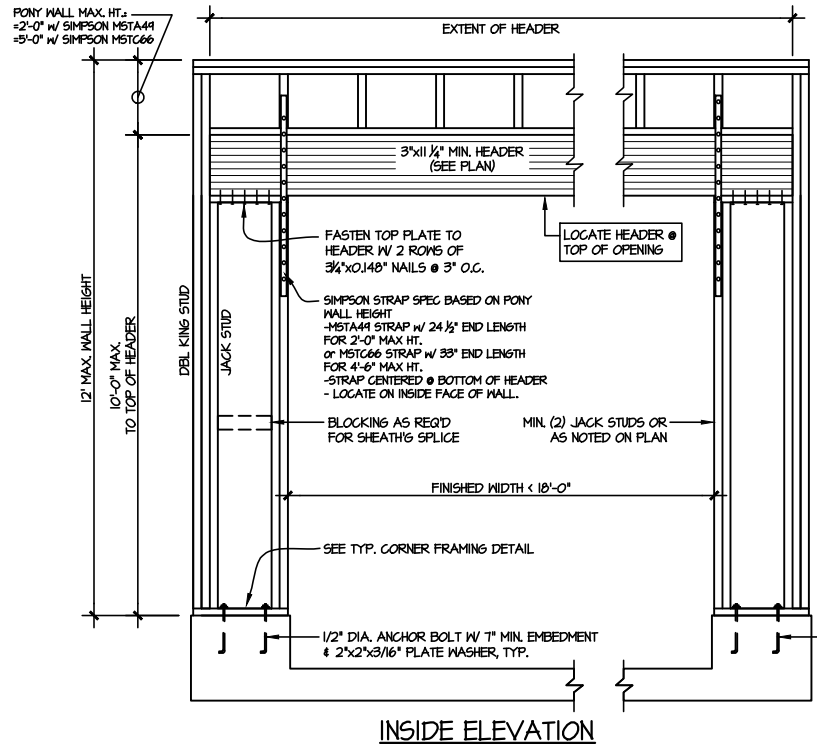 PONY WALL MAX. HT.:
=2'-0" W/ SIMPSON MSTA49
=5'-0" W/ SIMPSON MSTC66
EXTENT OF HEADER
3"x11 1/4" MIN. HEADER
(SEE PLAN)
FASTEN TOP PLATE TO
HEADER W/ 2 ROWS OF
3 1/4"x0.148" NAILS @ 3" O.C.
LOCATE HEADER @
TOP OF OPENING
SIMPSON STRAP SPEC BASED ON PONY
WALL HEIGHT
-MSTA49 STRAP W/ 24 1/2" END LENGTH
FOR 2'-0" MAX HT.
or MSTC66 STRAP W/ 33" END LENGTH
FOR 4'-6" MAX HT.
-STRAP CENTERED @ BOTTOM OF HEADER
- LOCATE ON INSIDE FACE OF WALL.
12' MAX. WALL HEIGHT
10'-0" MAX.
TO TOP OF HEADER
DBL KING STUD
JACK STUD
BLOCKING AS REQ'D
FOR SHEATH'G SPLICE
MIN. (2) JACK STUDS OR
AS NOTED ON PLAN
FINISHED WIDTH < 18'-0"
SEE TYP. CORNER FRAMING DETAIL
1/2" DIA. ANCHOR BOLT W/ 7" MIN. EMBEDMENT
& 2"x2"x3/16" PLATE WASHER, TYP.
INSIDE ELEVATION